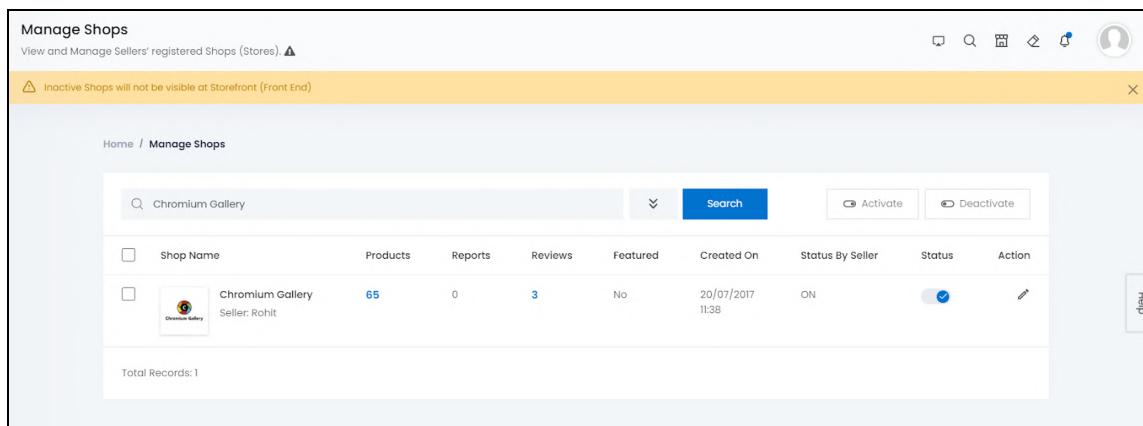 Manage Shops
View and Manage Sellers' registered Shops (Stores).
Inactive Shops will not be visible at Storefront (Front End)
Home / Manage Shops
Chromium Gallery
Search
Activate
Deactivate
Shop Name Products Reports Reviews Featured Created On Status By Seller Status Action
Chromium Gallery 65 0 3 No 20/07/2017 ON
Seller: Rohit 11:38
Chromium Gallery
Help
Total Records: 1